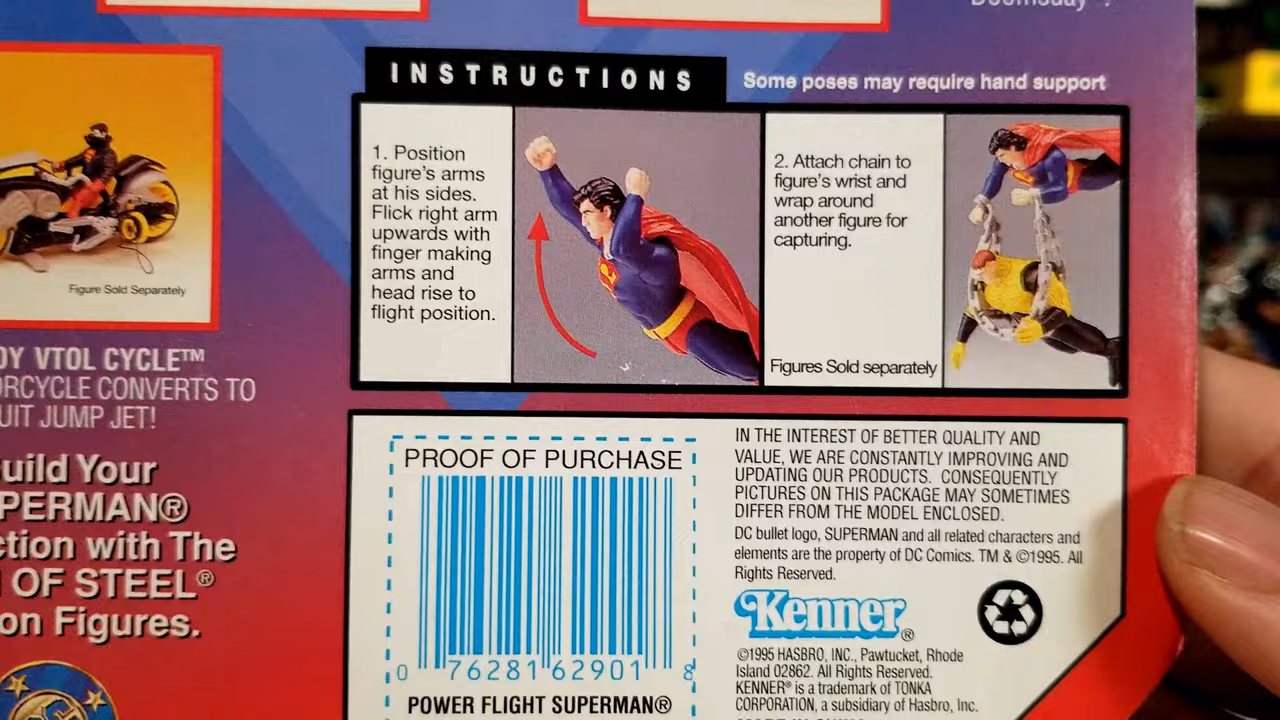 Doomsday
INSTRUCTIONS
Some poses may require hand support
1. Position
figure's arms
at his sides.
Flick right arm
upwards with
finger making
arms and
head rise to
flight position.
2. Attach chain to
figure's wrist and
wrap around
another figure for
capturing.
Figures Sold separately
Figure Sold Separately
VTOL CYCLE™
CONVERTS TO
JUMP JET!
Your
®
with The
OF STEEL®
Figures.
PROOF OF PURCHASE
0 76281 62901 8
POWER FLIGHT SUPERMAN®
IN THE INTEREST OF BETTER QUALITY AND
VALUE, WE ARE CONSTANTLY IMPROVING AND
UPDATING OUR PRODUCTS. CONSEQUENTLY
PICTURES ON THIS PACKAGE MAY SOMETIMES
DIFFER FROM THE MODEL ENCLOSED.
DC bullet logo, SUPERMAN and all related characters and
elements are the property of DC Comics. TM & ©1995. All
Rights Reserved.
Kenner®
©1995 HASBRO, INC., Pawtucket, Rhode
Island 02862. All Rights Reserved.
KENNER® is a trademark of TONKA
CORPORATION, a subsidiary of Hasbro, Inc.